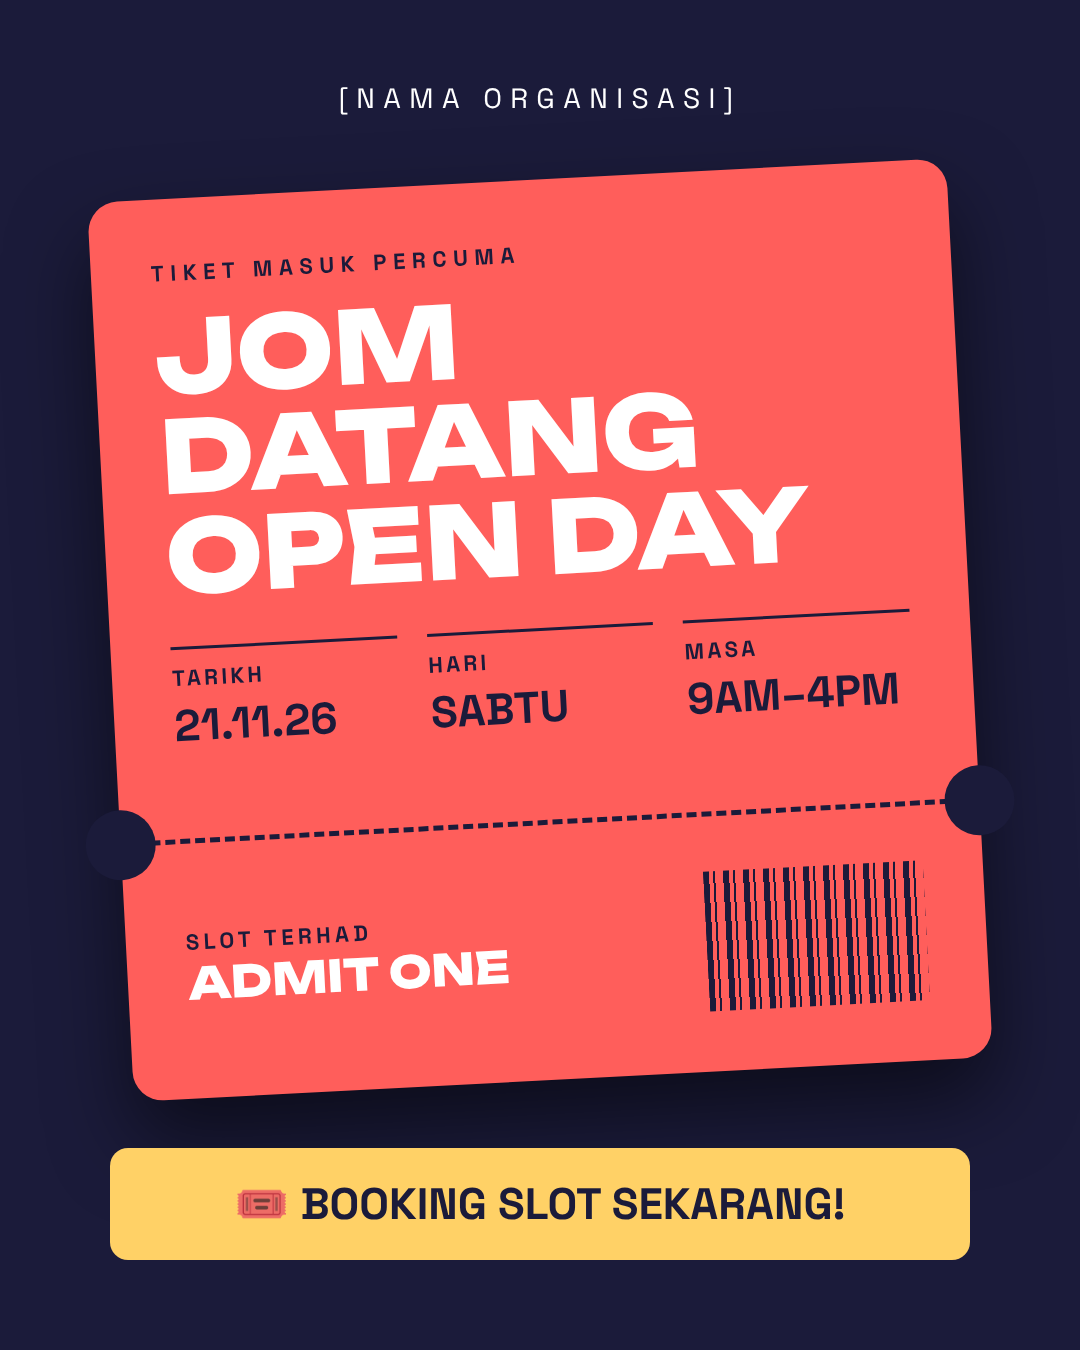 [NAMA ORGANISASI]
TIKET MASUK PERCUMA
JOM
DATANG
OPEN DAY
TARIKH
21.11.26
HARI
SABTU
MASA
9AM–4PM
SLOT TERHAD
ADMIT ONE
🎟️ BOOKING SLOT SEKARANG!